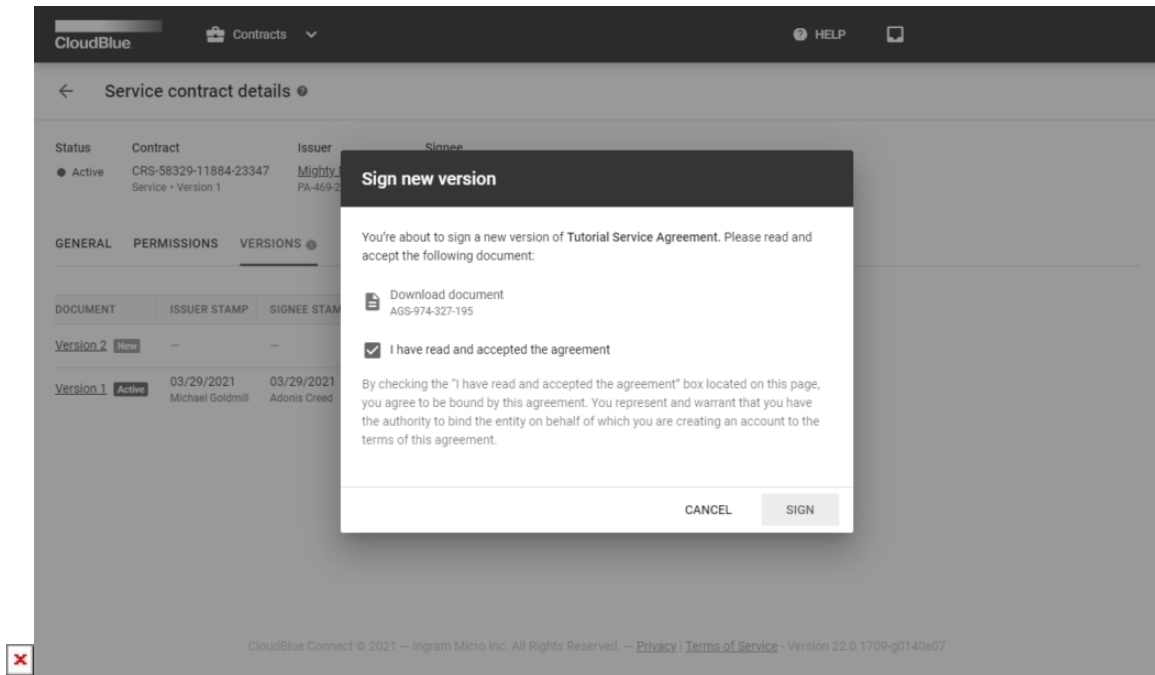 CloudBlue
Contracts
HELP
Service contract details
Status Contract Issuer Signee
Active CRS-58329-11884-23347 Mighty
Service • Version 1 PA-469-2
GENERAL PERMISSIONS VERSIONS
DOCUMENT ISSUER STAMP SIGNEE STAM
Version 2 New – –
Version 1 Active 03/29/2021 03/29/2021
Michael Goldmill Adonis Creed
Sign new version
You're about to sign a new version of Tutorial Service Agreement. Please read and
accept the following document:
Download document
AGS-974-327-195
I have read and accepted the agreement
By checking the "I have read and accepted the agreement" box located on this page,
you agree to be bound by this agreement. You represent and warrant that you have
the authority to bind the entity on behalf of which you are creating an account to the
terms of this agreement.
CANCEL SIGN
CloudBlue Connect © 2021 — Ingram Micro Inc. All Rights Reserved. — Privacy | Terms of Service - Version 22.0.1709-g0140e07